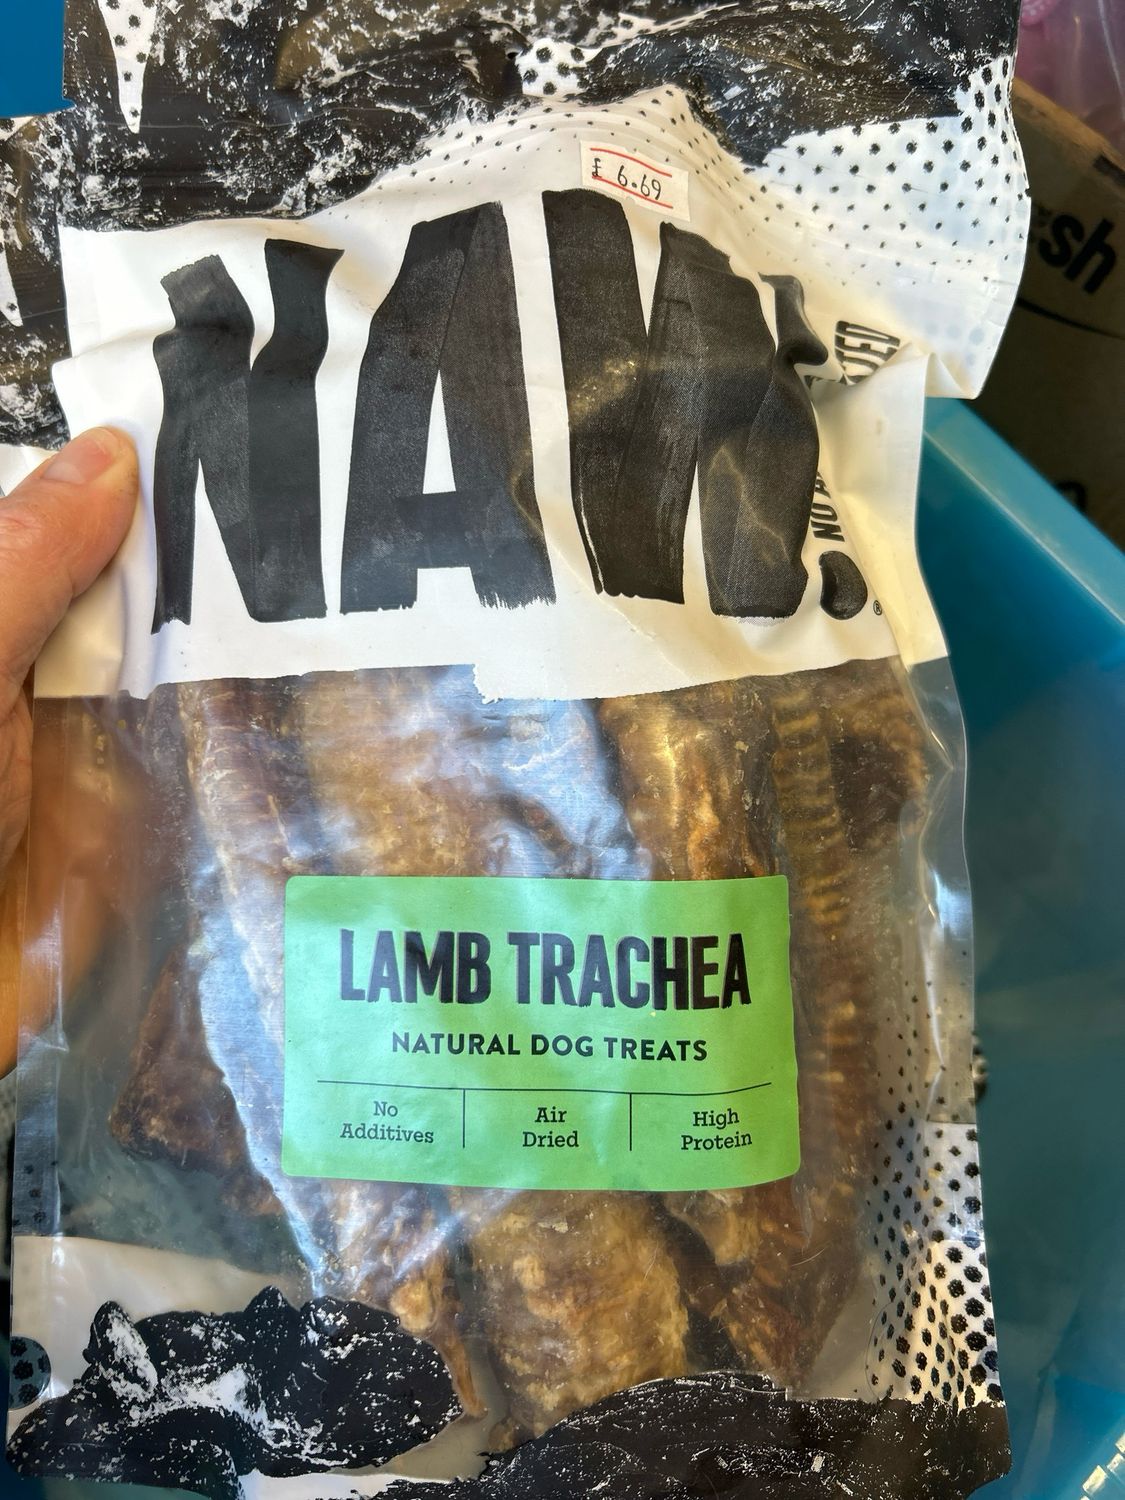 £ 6.69
NAW.
®
LAMB TRACHEA
NATURAL DOG TREATS
No
Additives
Air
Dried
High
Protein